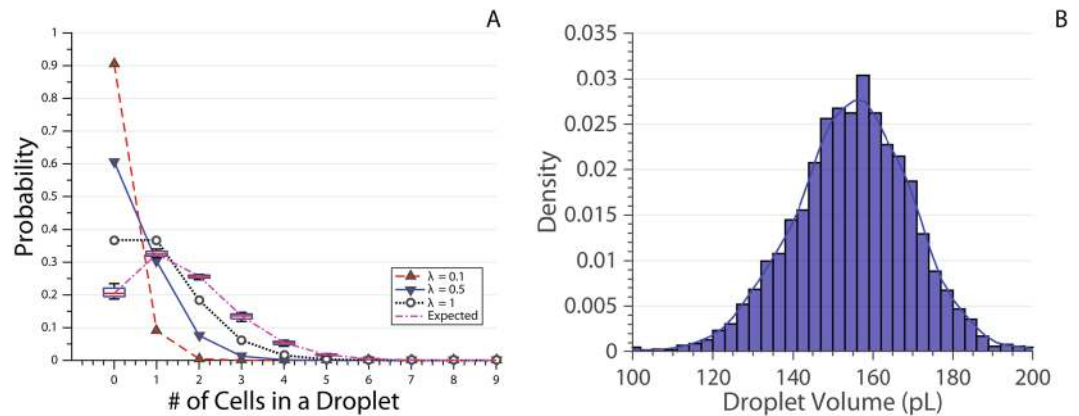 A
Probability
1
0.9
0.8
0.7
0.6
0.5
0.4
0.3
0.2
0.1
0
0 1 2 3 4 5 6 7 8 9
# of Cells in a Droplet
λ = 0.1
λ = 0.5
λ = 1
Expected
B
Density
0.035
0.03
0.025
0.02
0.015
0.01
0.005
0
100 120 140 160 180 200
Droplet Volume (pL)